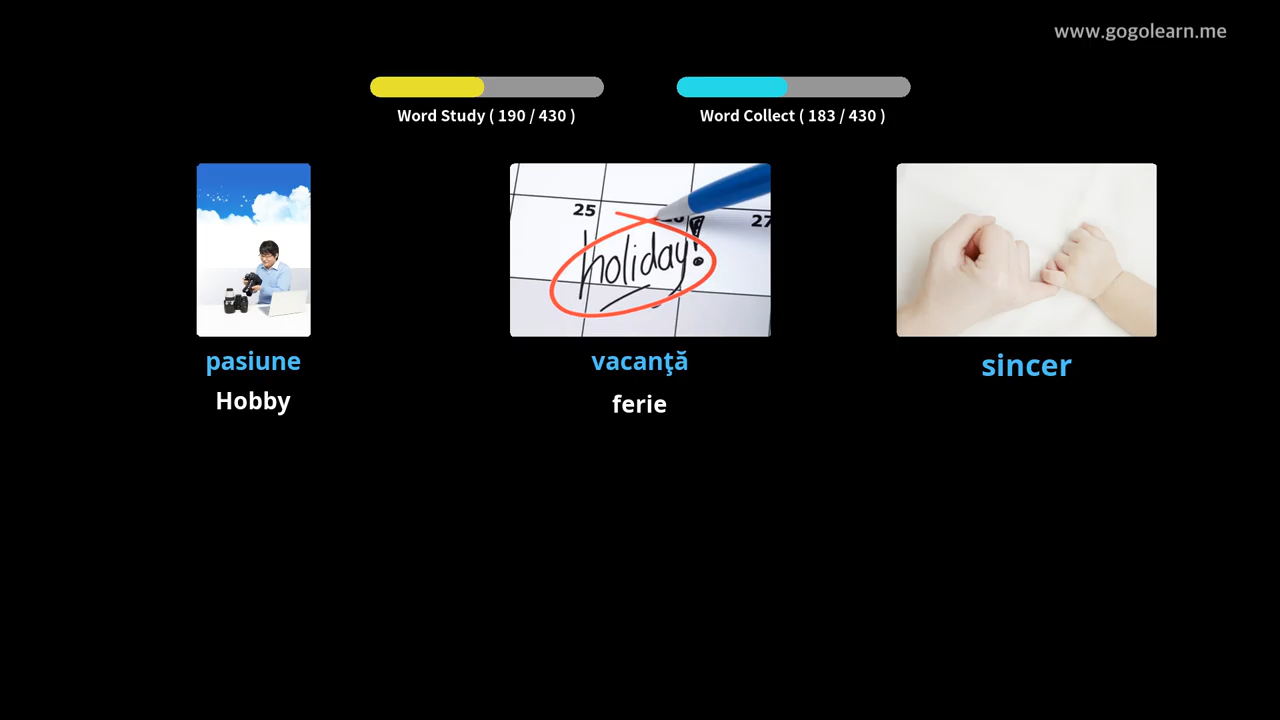 www.gogolearn.me
Word Study ( 190 / 430 )
Word Collect ( 183 / 430 )
25
27
holiday!
pasiune
vacanţă
sincer
Hobby
ferie